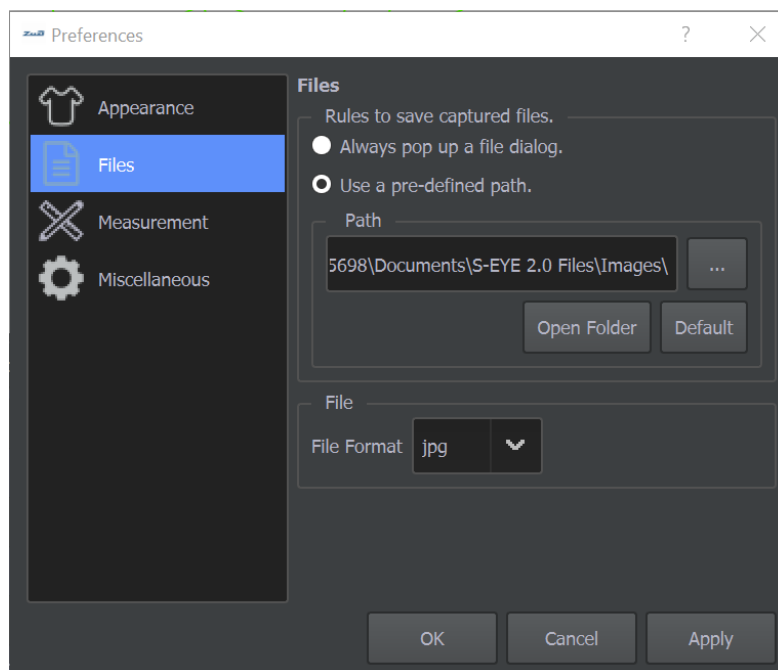 Preferences
?
Appearance
Files
Measurement
Miscellaneous
Files
Rules to save captured files.
Always pop up a file dialog.
Use a pre-defined path.
Path
5698\Documents\S-EYE 2.0 Files\Images\
...
Open Folder
Default
File
File Format
jpg
OK
Cancel
Apply